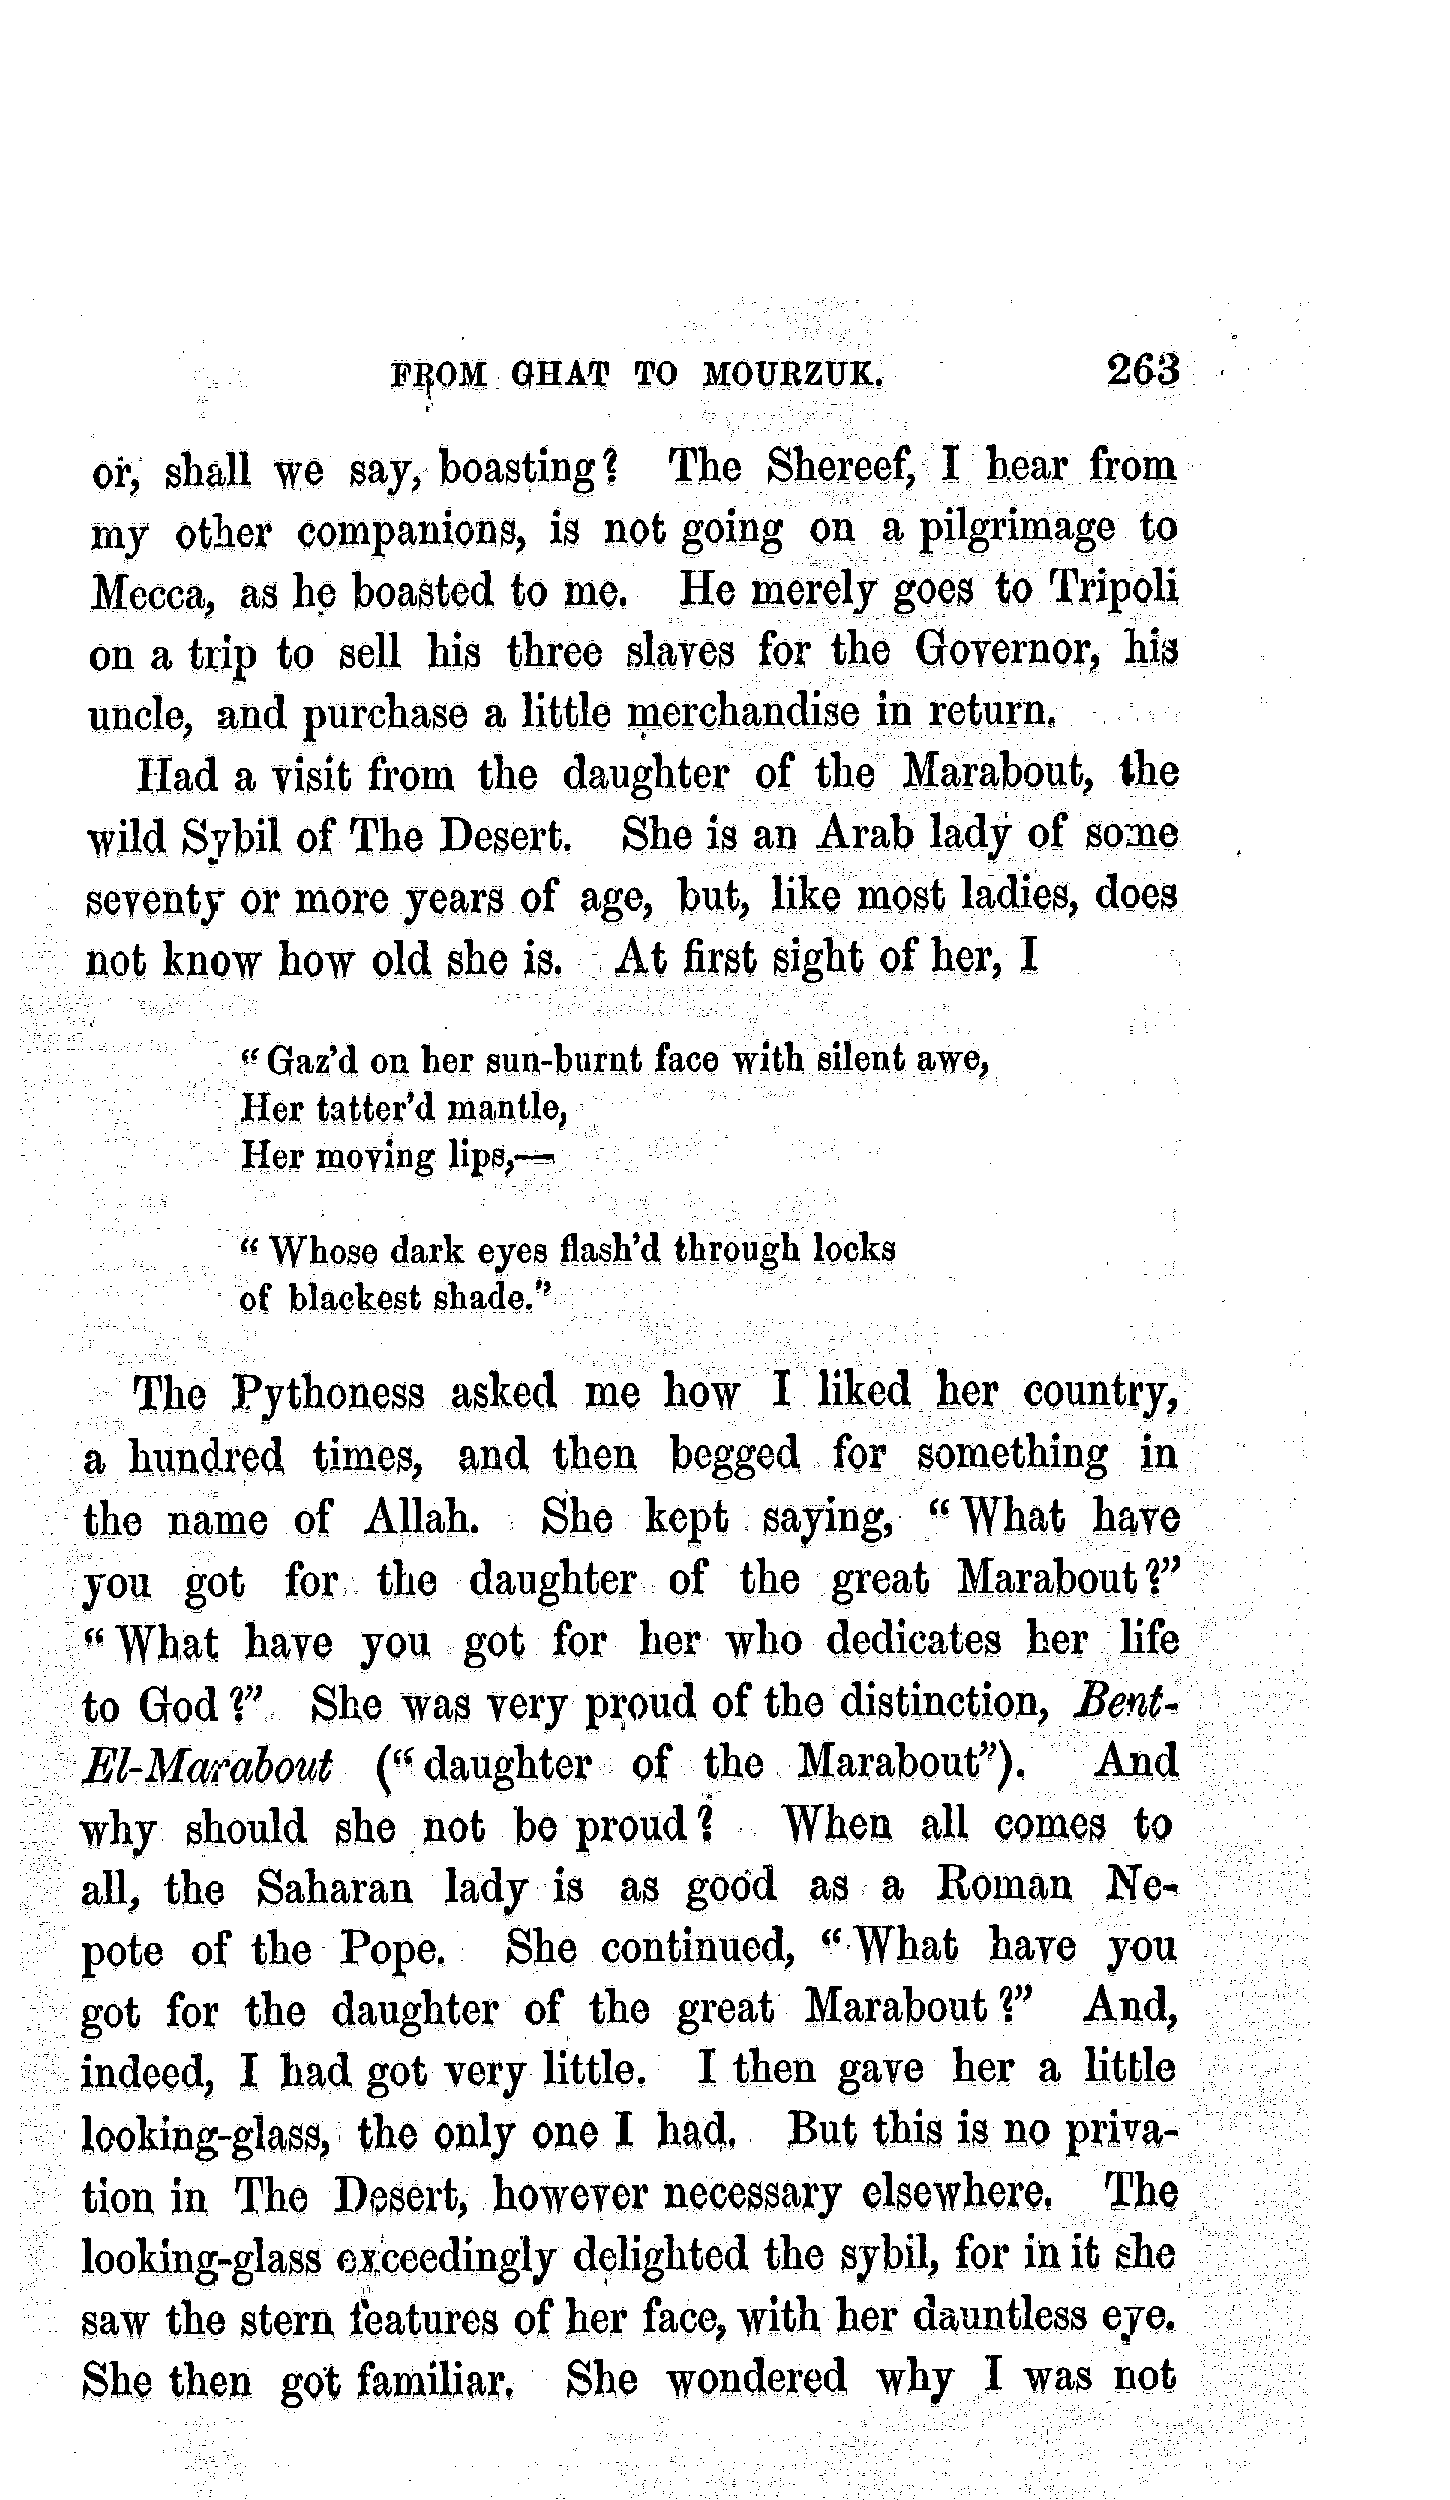 FROM GHAT TO MOURZUK. 263
or, shall we say, boasting? The Shereef, I hear from
my other companions, is not going on a pilgrimage to
Mecca, as he boasted to me. He merely goes to Tripoli
on a trip to sell his three slaves for the Governor, his
uncle, and purchase a little merchandise in return.
Had a visit from the daughter of the Marabout, the
wild Sybil of The Desert. She is an Arab lady of some
seventy or more years of age, but, like most ladies, does
not know how old she is. At first sight of her, I
“Gaz’d on her sun-burnt face with silent awe,
Her tatter’d mantle,
Her moving lips,—
“Whose dark eyes flash’d through locks
of blackest shade.”
The Pythoness asked me how I liked her country,
a hundred times, and then begged for something in
the name of Allah. She kept saying, “What have
you got for the daughter of the great Marabout?”
“What have you got for her who dedicates her life
to God?” She was very proud of the distinction, Bent-
El-Marabout (“daughter of the Marabout”). And
why should she not be proud? When all comes to
all, the Saharan lady is as good as a Roman Ne-
pote of the Pope. She continued, “What have you
got for the daughter of the great Marabout?” And,
indeed, I had got very little. I then gave her a little
looking-glass, the only one I had. But this is no priva-
tion in The Desert, however necessary elsewhere. The
looking-glass exceedingly delighted the sybil, for in it she
saw the stern features of her face, with her dauntless eye.
She then got familiar. She wondered why I was not